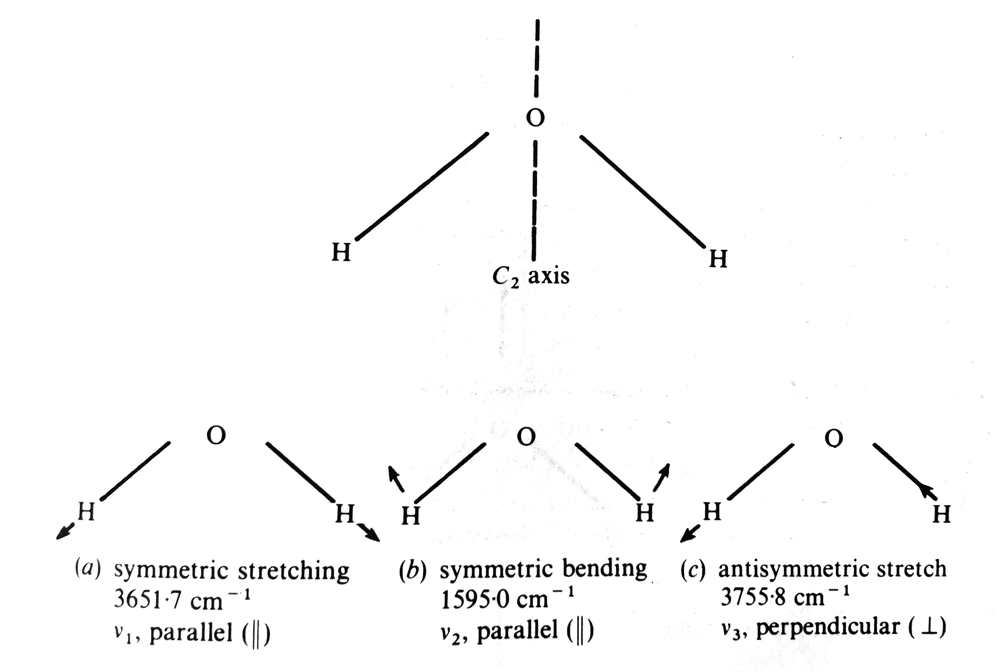 O
H H
C₂ axis
O O O
H H H H H H
(a) symmetric stretching (b) symmetric bending (c) antisymmetric stretch
3651·7 cm⁻¹ 1595·0 cm⁻¹ 3755·8 cm⁻¹
ν₁, parallel (||) ν₂, parallel (||) ν₃, perpendicular (⊥)